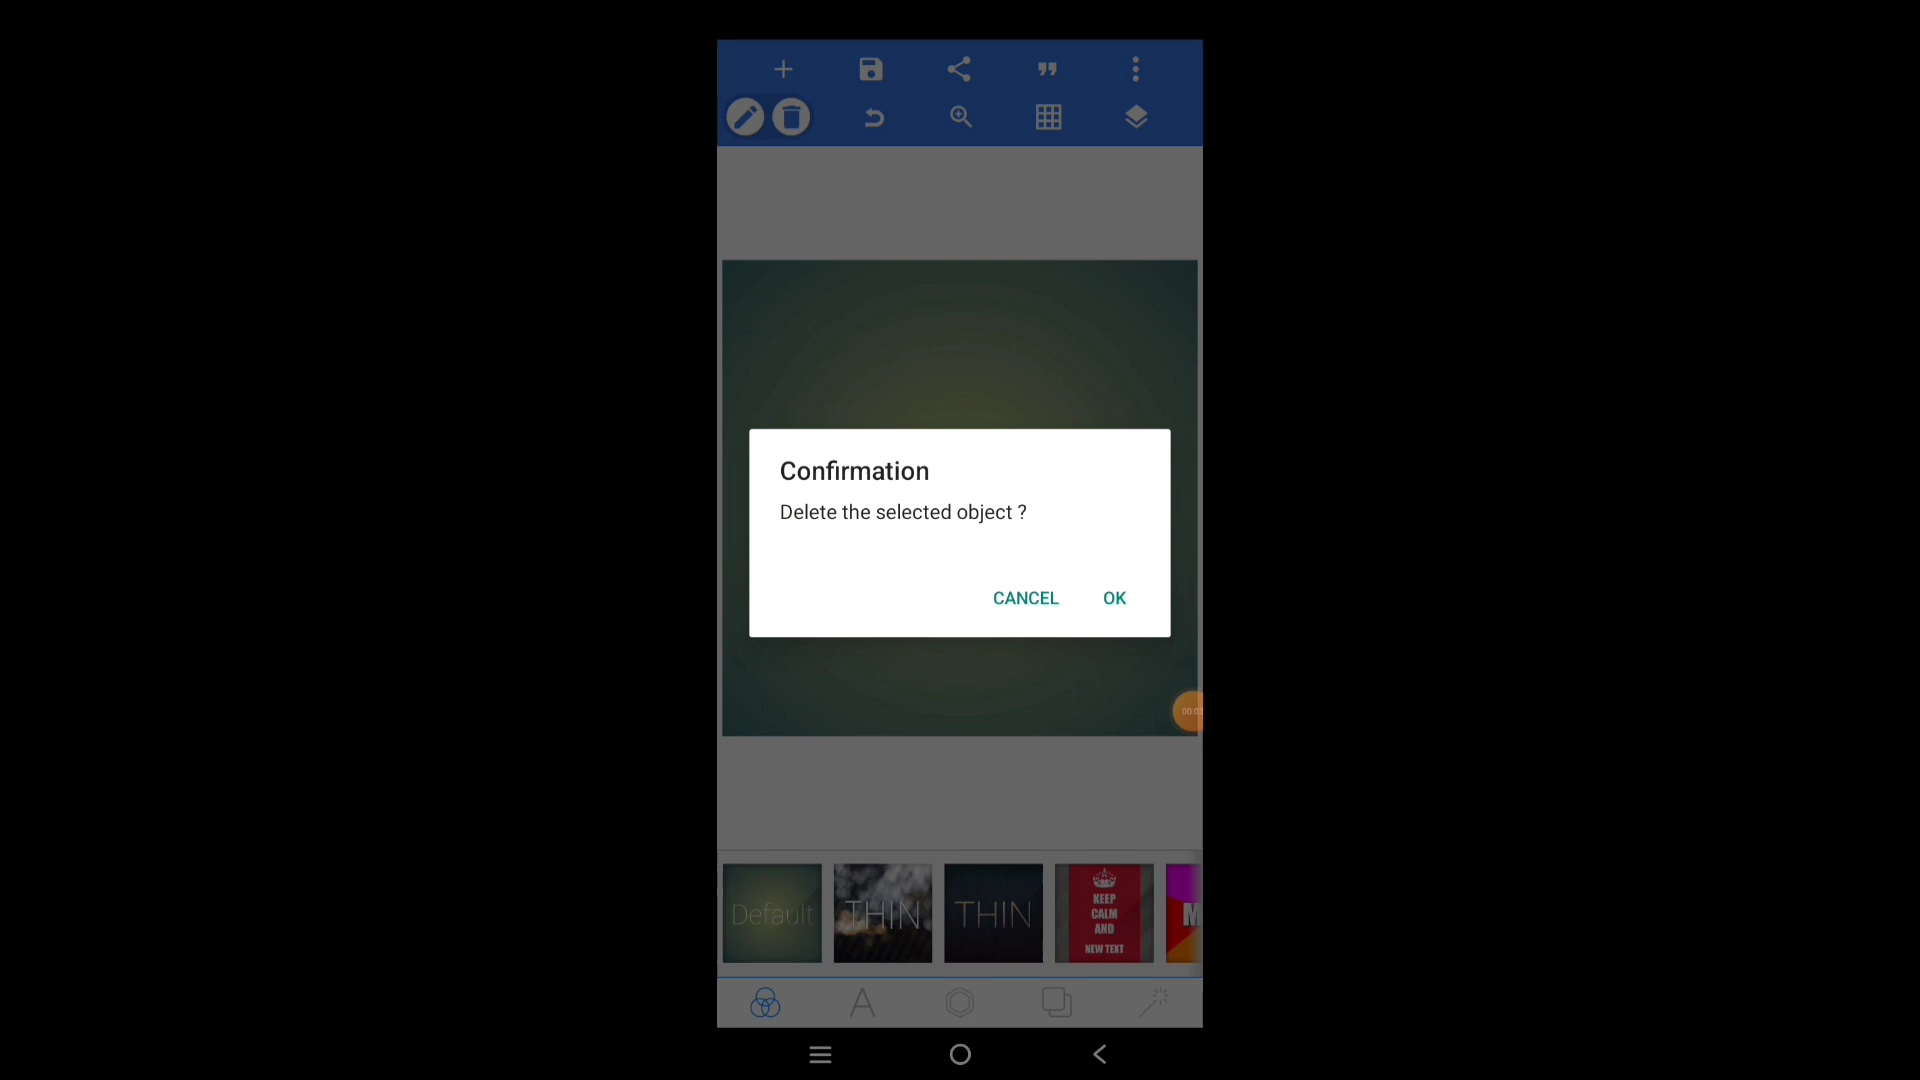 Confirmation
Delete the selected object ?
CANCEL OK
Default
THIN
THIN
KEEP
CALM
AND
NEW TEXT
M